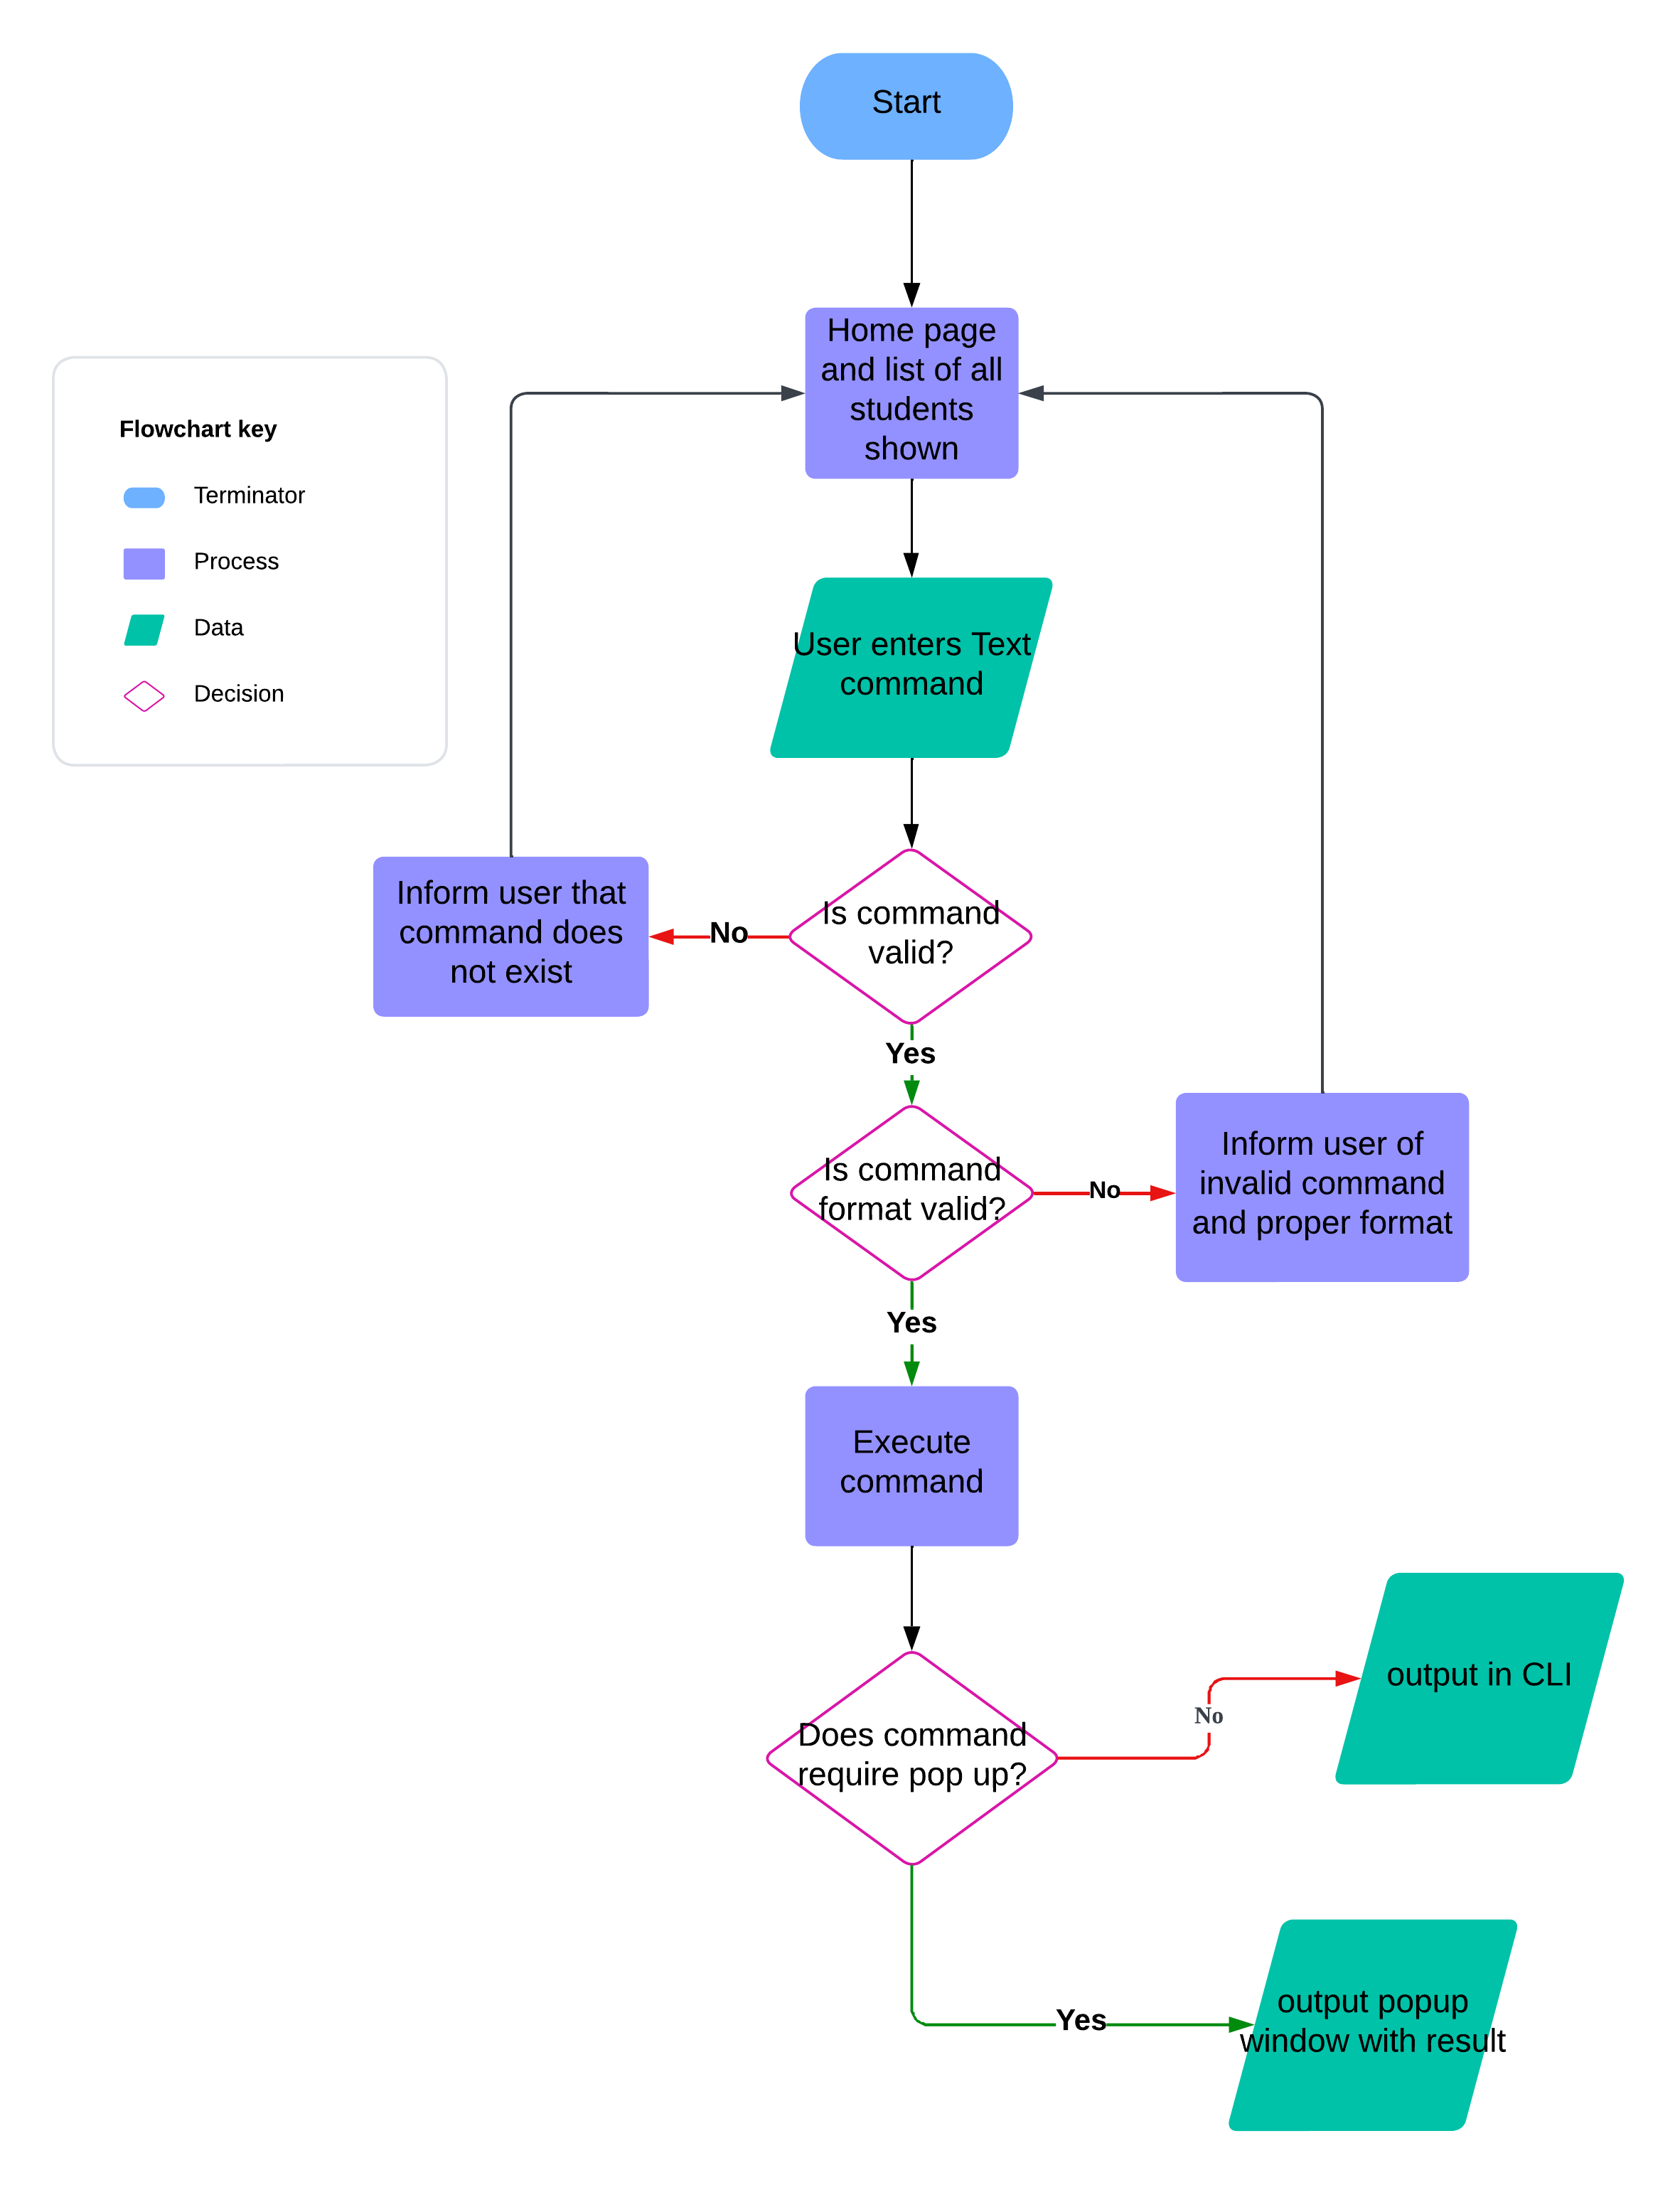 Start
Home page
and list of all
students
shown
Flowchart key
Terminator
Process
Data
Decision
User enters Text
command
Is command
valid?
No
Inform user that
command does
not exist
Yes
Is command
format valid?
No
Inform user of
invalid command
and proper format
Yes
Execute
command
Does command
require pop up?
No
output in CLI
Yes
output popup
window with result